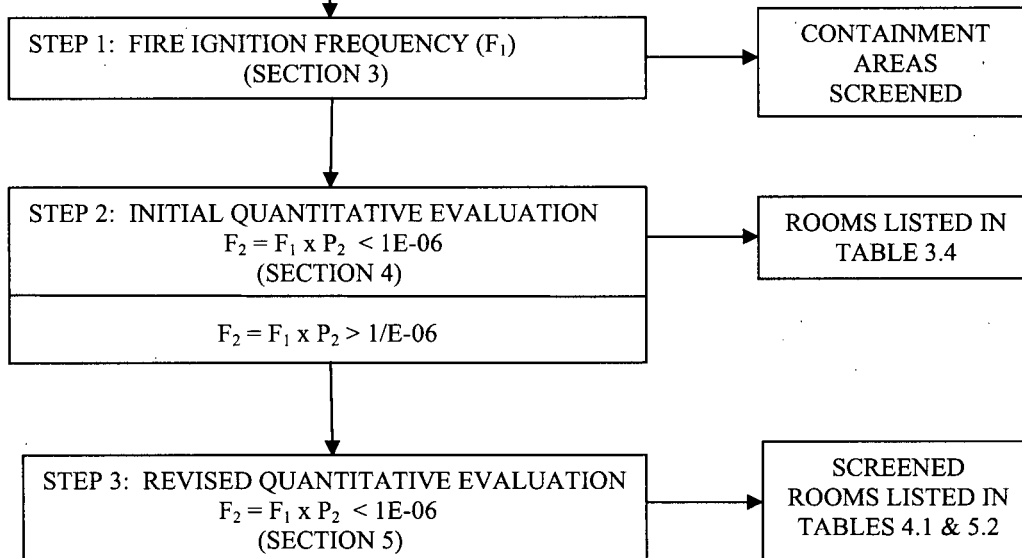 STEP 1: FIRE IGNITION FREQUENCY (F₁)
(SECTION 3)
CONTAINMENT
AREAS
SCREENED
STEP 2: INITIAL QUANTITATIVE EVALUATION
F₂ = F₁ x P₂ < 1E-06
(SECTION 4)
ROOMS LISTED IN
TABLE 3.4
F₂ = F₁ x P₂ > 1/E-06
STEP 3: REVISED QUANTITATIVE EVALUATION
F₂ = F₁ x P₂ < 1E-06
(SECTION 5)
SCREENED
ROOMS LISTED IN
TABLES 4.1 & 5.2